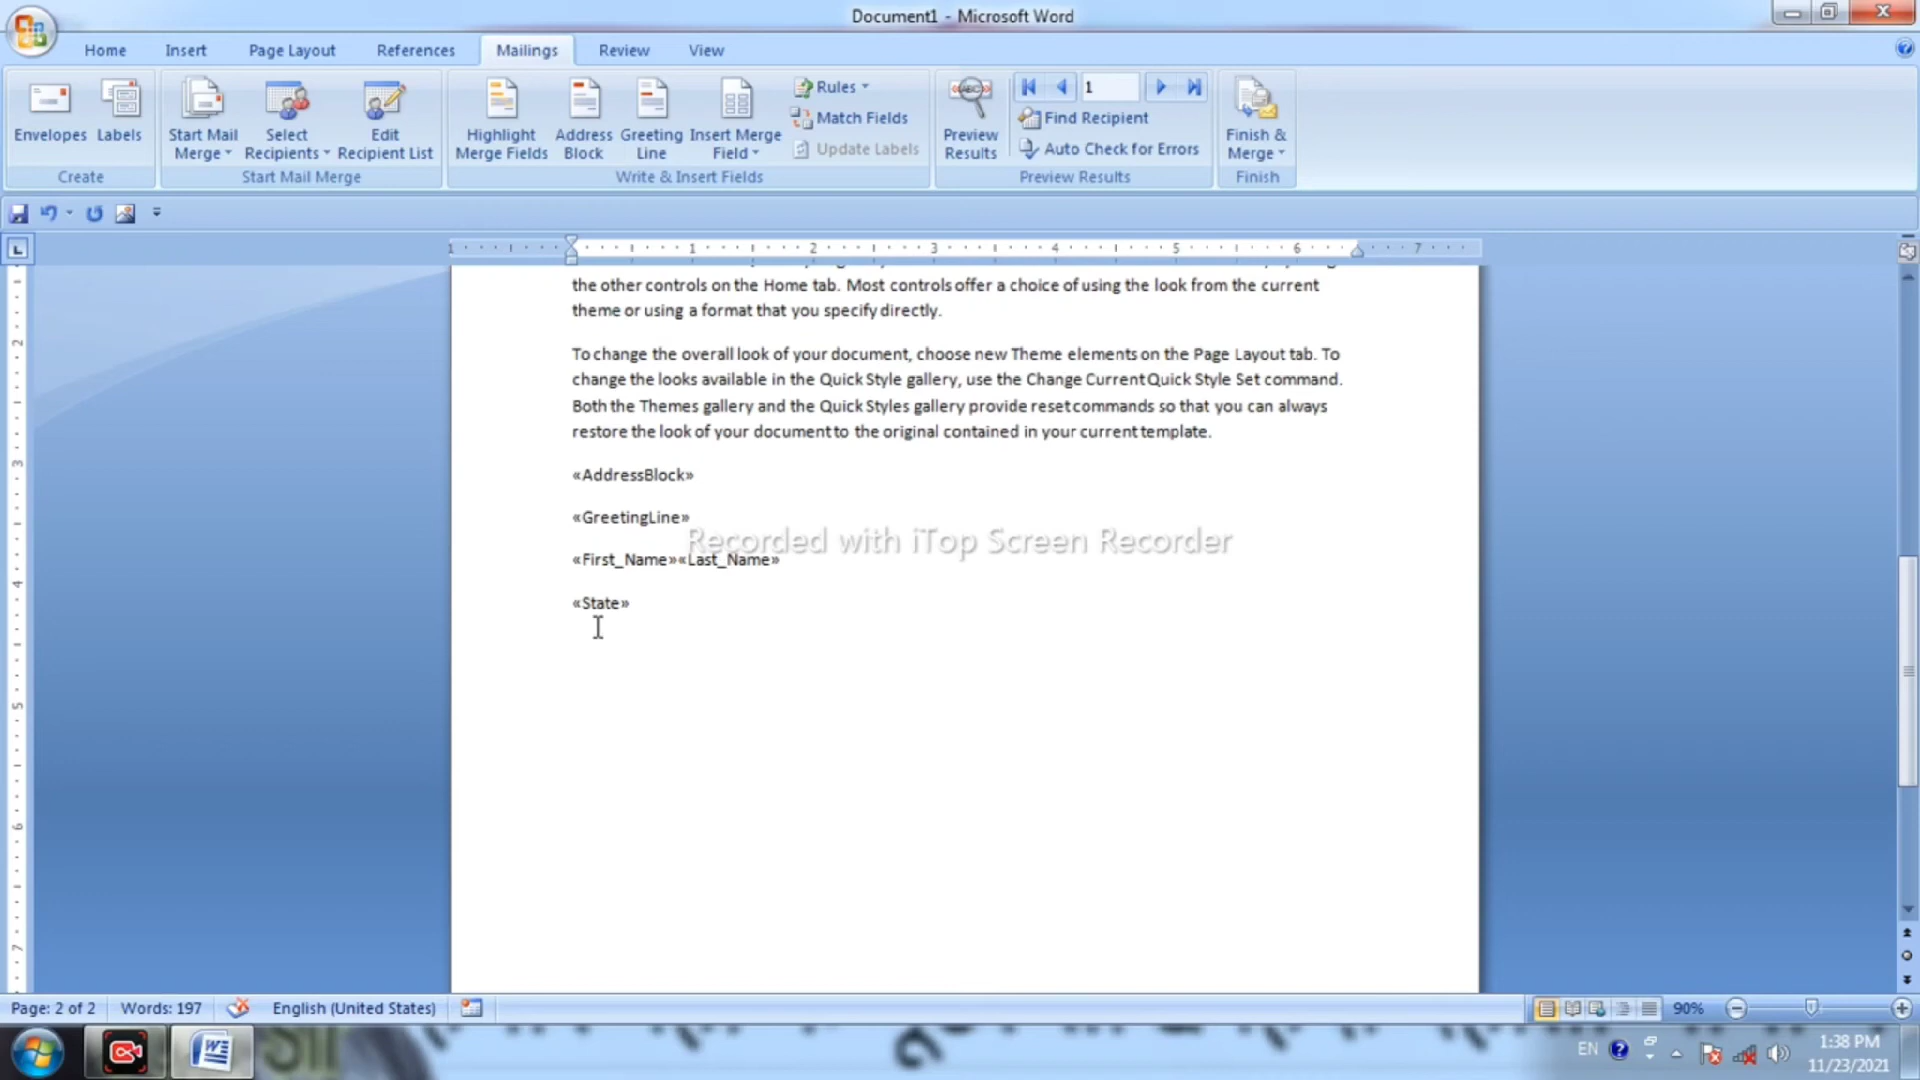 Document1 - Microsoft Word
Home Insert Page Layout References Mailings Review View
Envelopes Labels Start Mail Merge Select Recipients Edit Recipient List Highlight Merge Fields Address Block Greeting Line Insert Merge Field Rules Match Fields Update Labels Preview Results 1 Find Recipient Auto Check for Errors Finish & Merge
Create Start Mail Merge Write & Insert Fields Preview Results Finish
1 1 2 3 4 5 6 7
the other controls on the Home tab. Most controls offer a choice of using the look from the current
theme or using a format that you specify directly.
To change the overall look of your document, choose new Theme elements on the Page Layout tab. To
change the looks available in the Quick Style gallery, use the Change Current Quick Style Set command.
Both the Themes gallery and the Quick Styles gallery provide reset commands so that you can always
restore the look of your document to the original contained in your current template.
«AddressBlock»
«GreetingLine»
Recorded with iTop Screen Recorder
«First_Name»«Last_Name»
«State»
Page: 2 of 2 Words: 197 English (United States) 90%
EN 1:38 PM
11/23/2021